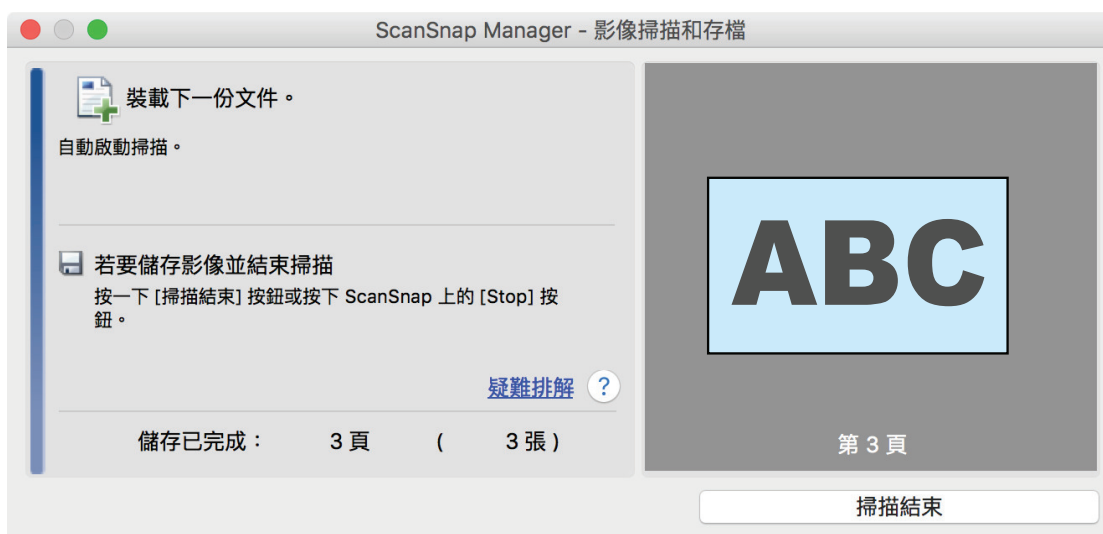 ScanSnap Manager - 影像掃描和存檔
裝載下一份文件。
自動啟動掃描。
若要儲存影像並結束掃描
按一下 [掃描結束] 按鈕或按下 ScanSnap 上的 [Stop] 按
鈕。
疑難排解 ?
儲存已完成： 3 頁 ( 3 張 )
ABC
第 3 頁
掃描結束